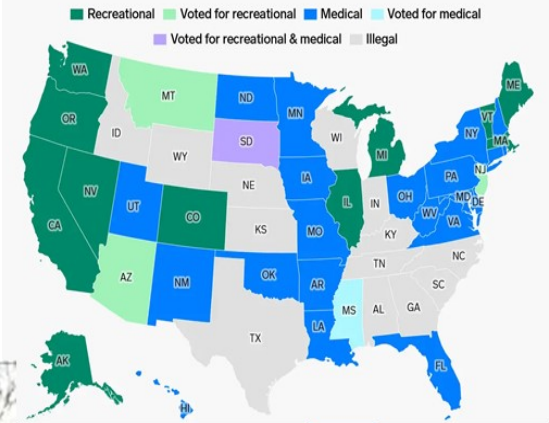 Recreational Voted for recreational Medical Voted for medical
Voted for recreational & medical Illegal
WA
ME
MT
ND
VT
OR
MN
ID
NY
MA
SD
WI
MI
WY
NJ
IA
PA
NE
NV
OH
MD
DE
IL
IN
UT
CO
WV
VA
CA
KS
MO
KY
NC
TN
AZ
OK
NM
AR
SC
MS
AL
GA
LA
TX
AK
FL
HI